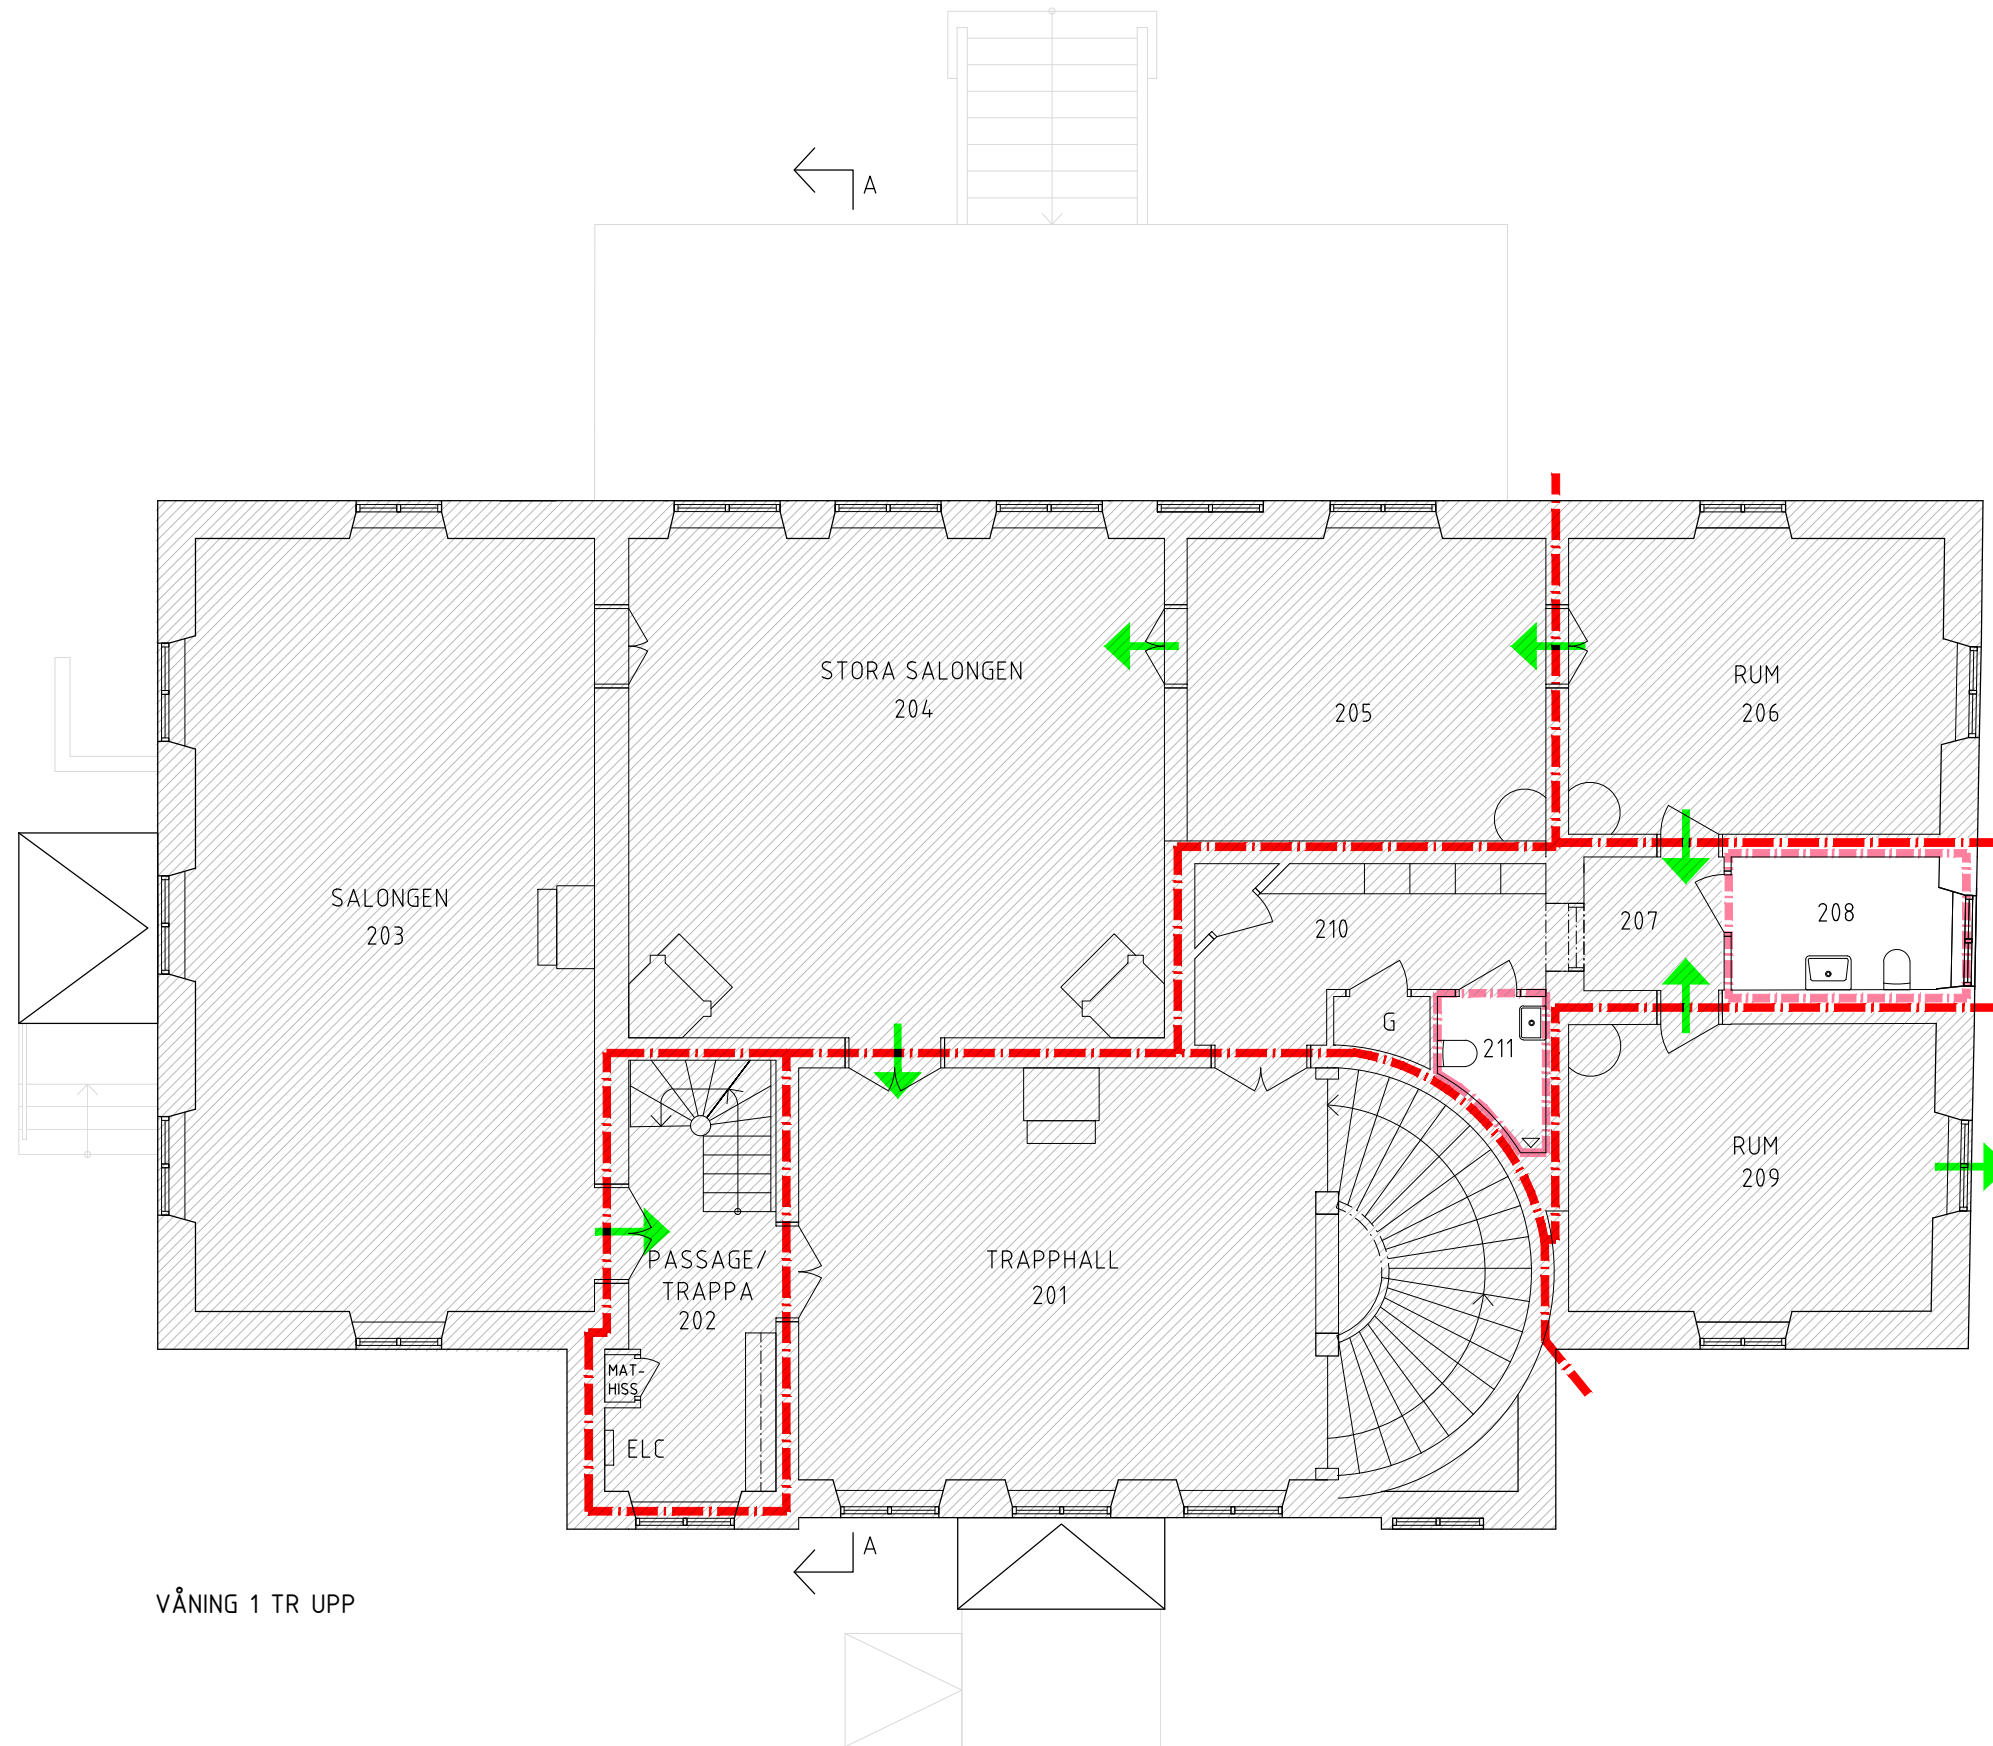 A
STORA SALONGEN
204
205
RUM
206
SALONGEN
203
210
207
208
G
211
RUM
209
PASSAGE/
TRAPPA
202
TRAPPHALL
201
MAT-
HISS
ELC
A
VÅNING 1 TR UPP